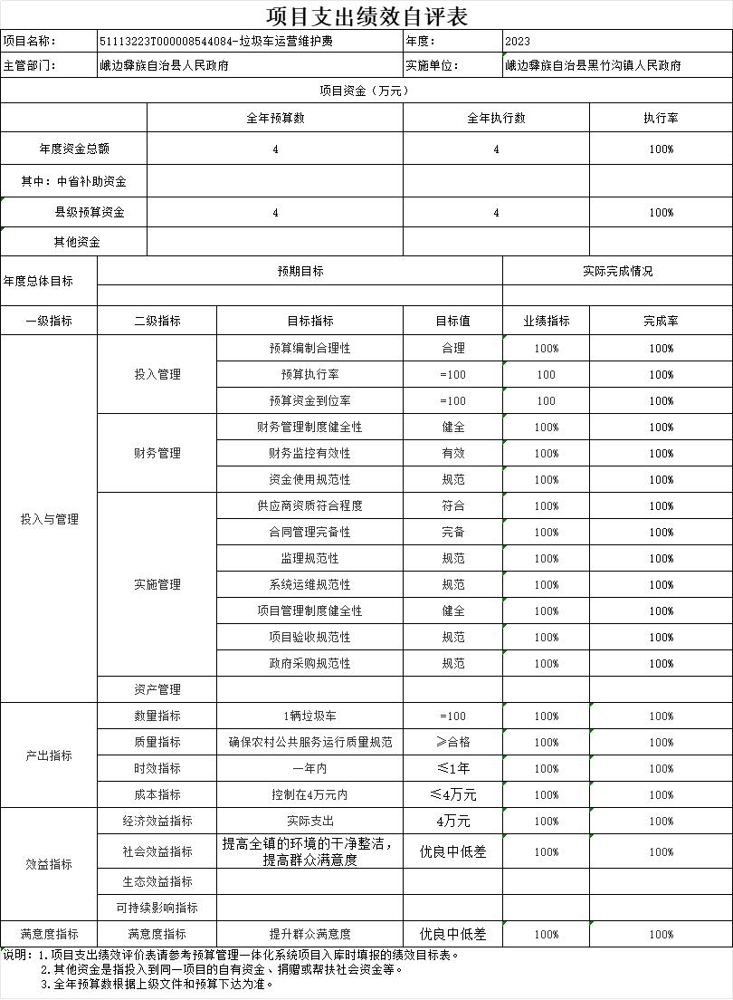 项目支出绩效自评表
项目名称： 51113223T000008544084-垃圾车运营维护费 年度： 2023
主管部门： 峨边彝族自治县人民政府 实施单位： 峨边彝族自治县黑竹沟镇人民政府
项目资金（万元）
全年预算数 全年执行数 执行率
年度资金总额 4 4 100%
其中：中省补助资金
县级预算资金 4 4 100%
其他资金
年度总体目标 预期目标 实际完成情况
一级指标 二级指标 目标指标 目标值 业绩指标 完成率
投入与管理 投入管理 预算编制合理性 合理 100% 100%
预算执行率 =100 100 100%
预算资金到位率 =100 100 100%
财务管理 财务管理制度健全性 健全 100% 100%
财务监控有效性 有效 100% 100%
资金使用规范性 规范 100% 100%
实施管理 供应商资质符合程度 符合 100% 100%
合同管理完备性 完备 100% 100%
监理规范性 规范 100% 100%
系统运维规范性 规范 100% 100%
项目管理制度健全性 健全 100% 100%
项目验收规范性 规范 100% 100%
政府采购规范性 规范 100% 100%
资产管理
产出指标 数量指标 1辆垃圾车 =100 100% 100%
质量指标 确保农村公共服务运行质量规范 ≥合格 100% 100%
时效指标 一年内 ≤1年 100% 100%
成本指标 控制在4万元内 ≤4万元 100% 100%
效益指标 经济效益指标 实际支出 4万元 100% 100%
社会效益指标 提高全镇的环境的干净整洁，
提高群众满意度 优良中低差 100% 100%
生态效益指标
可持续影响指标
满意度指标 满意度指标 提升群众满意度 优良中低差 100% 100%
说明：1.项目支出绩效评价表请参考预算管理一体化系统项目入库时填报的绩效目标表。
2.其他资金是指投入到同一项目的自有资金、捐赠或帮扶社会资金等。
3.全年预算数根据上级文件和预算下达为准。